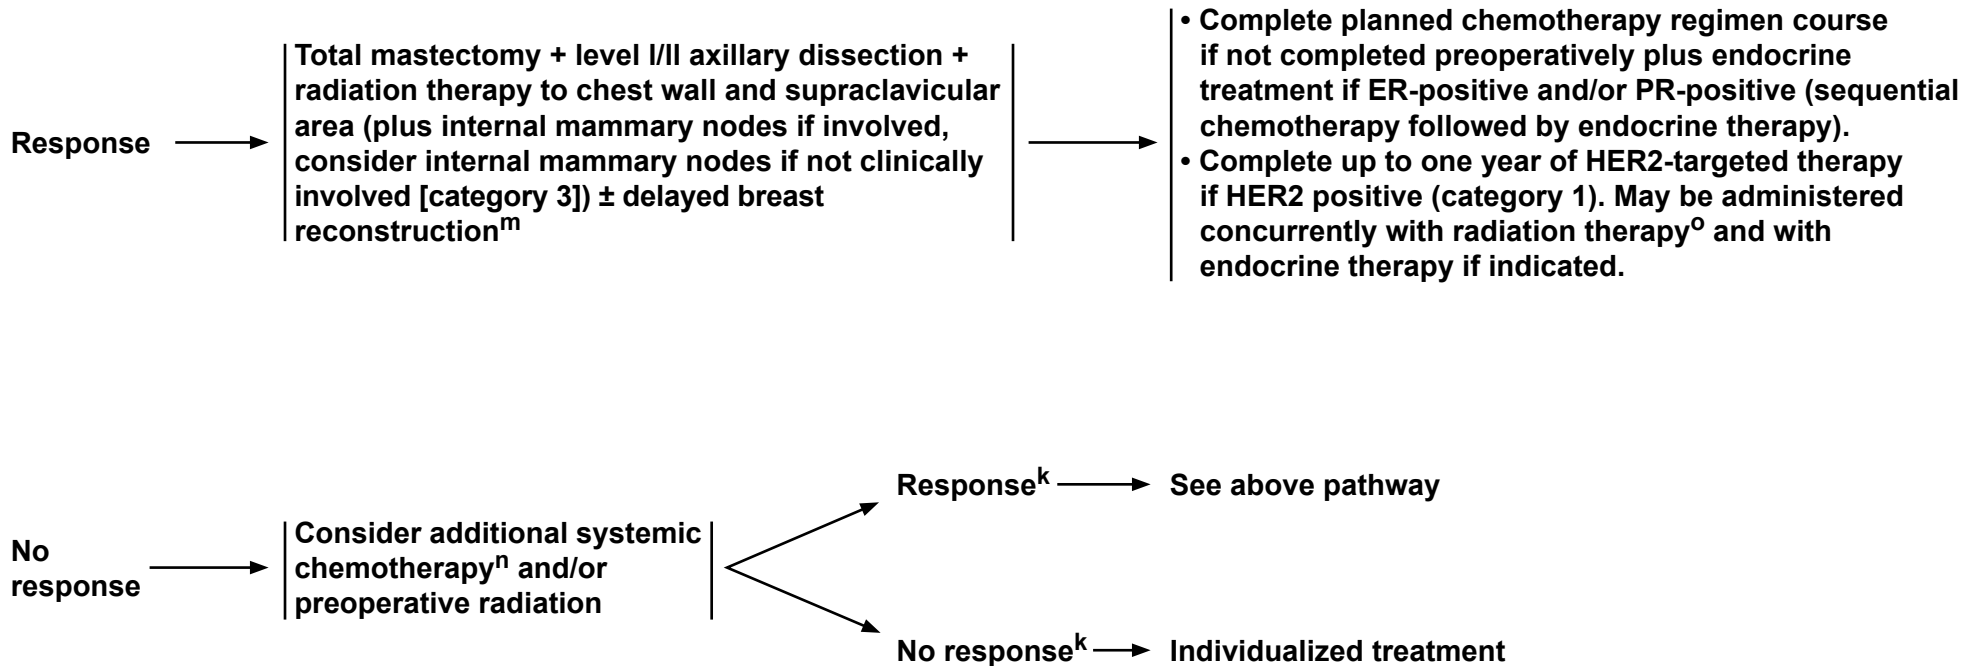 Response
Total mastectomy + level I/II axillary dissection +
radiation therapy to chest wall and supraclavicular
area (plus internal mammary nodes if involved,
consider internal mammary nodes if not clinically
involved [category 3]) ± delayed breast
reconstructionᵐ
• Complete planned chemotherapy regimen course
if not completed preoperatively plus endocrine
treatment if ER-positive and/or PR-positive (sequential
chemotherapy followed by endocrine therapy).
• Complete up to one year of HER2-targeted therapy
if HER2 positive (category 1). May be administered
concurrently with radiation therapyᵒ and with
endocrine therapy if indicated.
No
response
Consider additional systemic
chemotherapyⁿ and/or
preoperative radiation
Responseᵏ
See above pathway
No responseᵏ
Individualized treatment